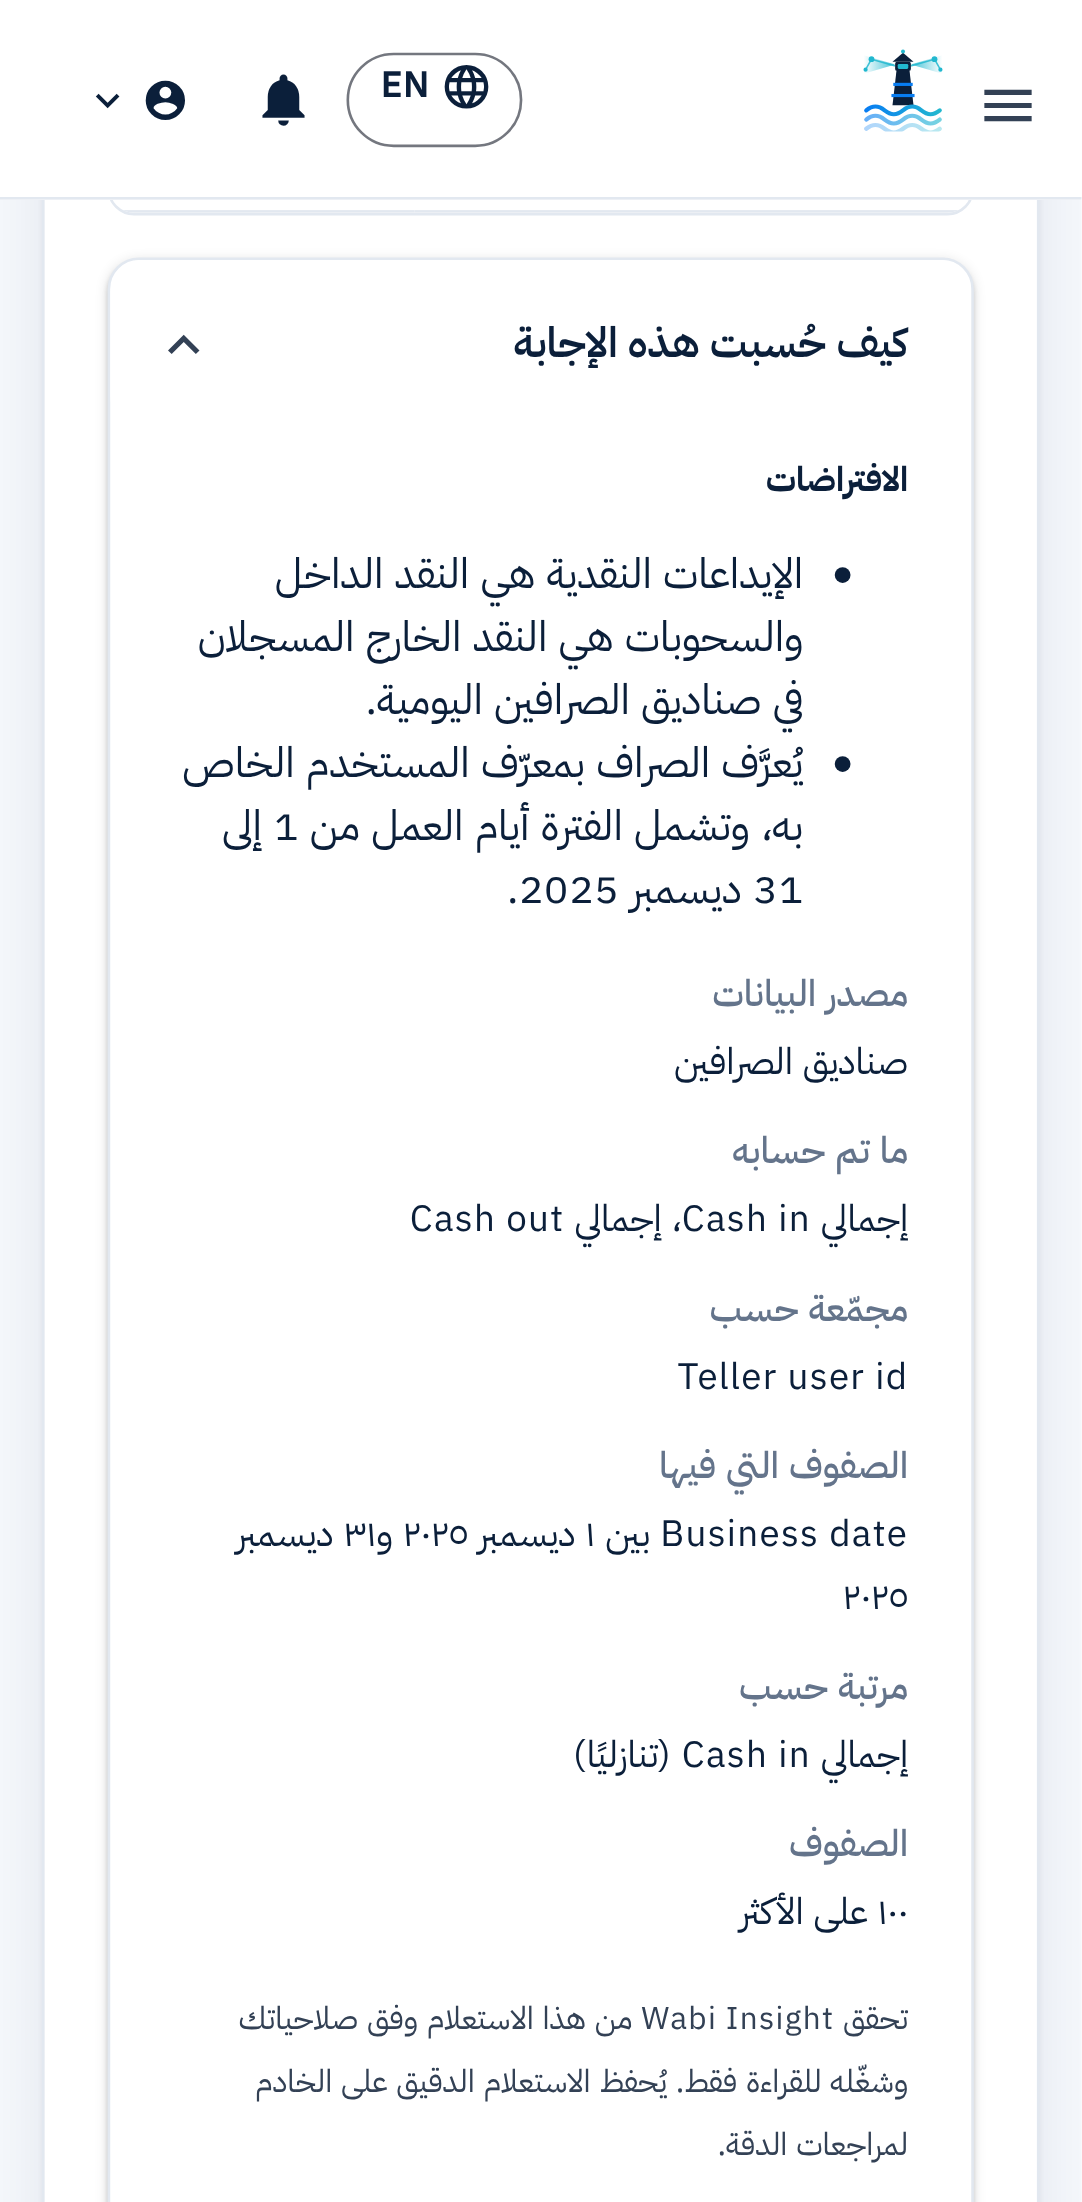 EN
كيف حُسبت هذه الإجابة
الافتراضات
• الإيداعات النقدية هي النقد الداخل
والسحوبات هي النقد الخارج المسجلان
في صناديق الصرافين اليومية.
• يُعرَّف الصراف بمعرّف المستخدم الخاص
به، وتشمل الفترة أيام العمل من 1 إلى
31 ديسمبر 2025.
مصدر البيانات
صناديق الصرافين
ما تم حسابه
إجمالي Cash in، إجمالي Cash out
مجمّعة حسب
Teller user id
الصفوف التي فيها
Business date بين ١ ديسمبر ٢٠٢٥ و٣١ ديسمبر
٢٠٢٥
مرتبة حسب
إجمالي Cash in (تنازليًا)
الصفوف
١٠٠ على الأكثر
تحقق Wabi Insight من هذا الاستعلام وفق صلاحياتك
وشغّله للقراءة فقط. يُحفظ الاستعلام الدقيق على الخادم
لمراجعات الدقة.